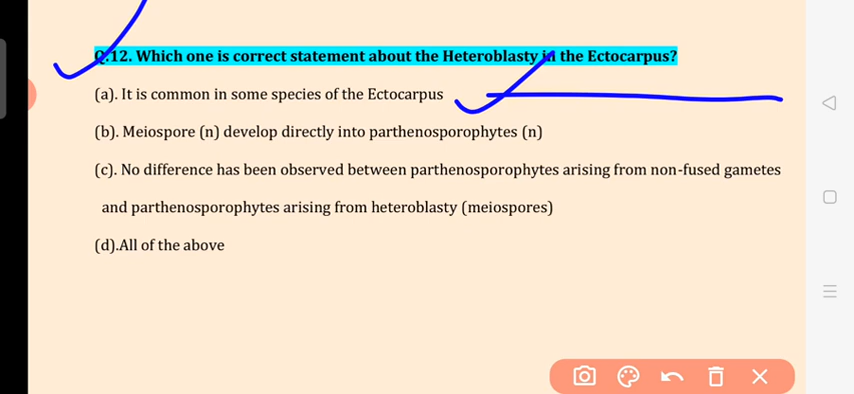 Q.12. Which one is correct statement about the Heteroblasty in the Ectocarpus?
(a). It is common in some species of the Ectocarpus
(b). Meiospore (n) develop directly into parthenosporophytes (n)
(c). No difference has been observed between parthenosporophytes arising from non-fused gametes
and parthenosporophytes arising from heteroblasty (meiospores)
(d).All of the above